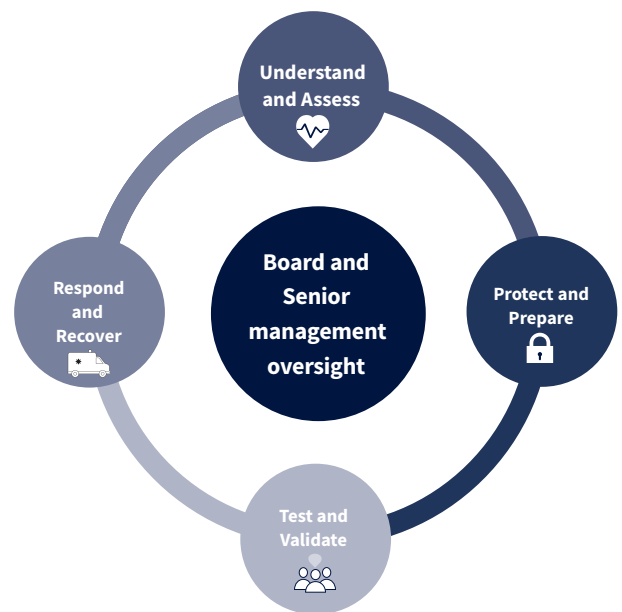 Understand
and Assess
Board and
Senior
management
oversight
Respond
and
Recover
Protect and
Prepare
Test and
Validate